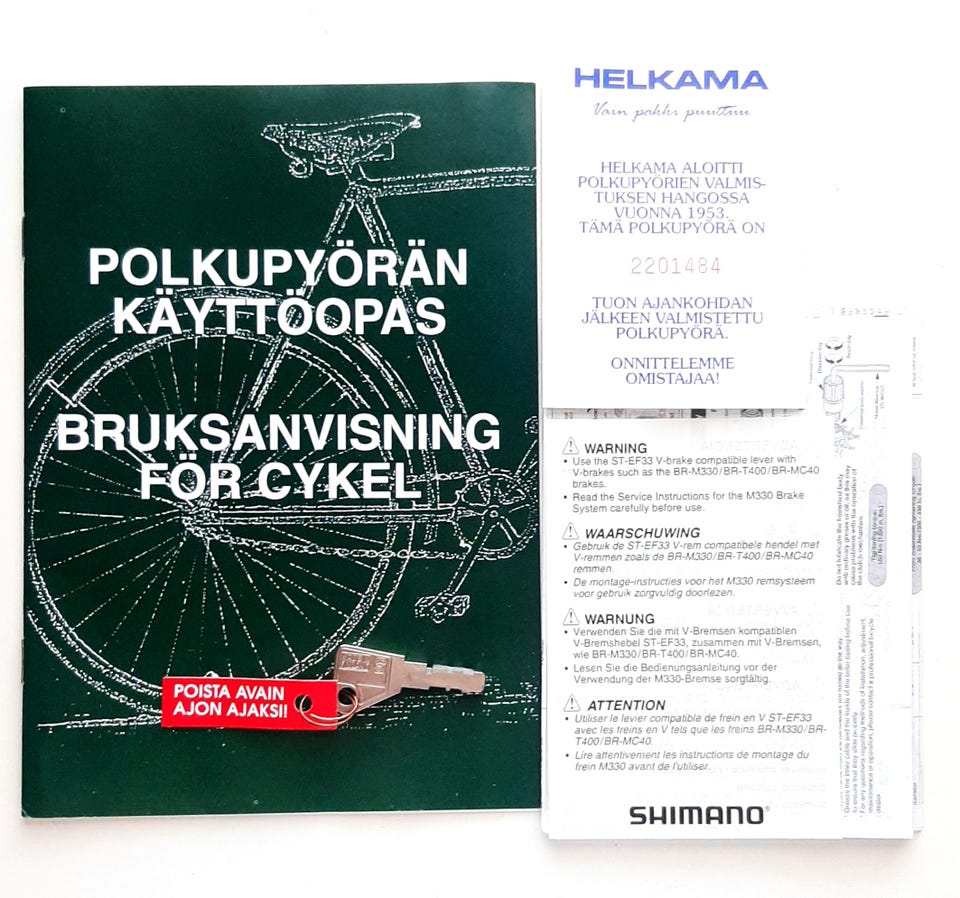 POLKUPYÖRÄN
KÄYTTÖOPAS
BRUKSANVISNING
FÖR CYKEL
POISTA AVAIN
AJON AJAKSI!
HELKAMA
Vain pakki puuttuu
HELKAMA ALOITTI
POLKUPYÖRIEN VALMIS-
TUKSEN HANGOSSA
VUONNA 1953.
TÄMÄ POLKUPYÖRÄ ON
2201484
TUON AJANKOHDAN
JÄLKEEN VALMISTETTU
POLKUPYÖRÄ.
ONNITTELEMME
OMISTAJAA!
WARNING
• Use the ST-EF33 V-brake compatible lever with
V-brakes such as the BR-M330/BR-T400/BR-MC40
brakes.
• Read the Service Instructions for the M330 Brake
System carefully before use.
WAARSCHUWING
• Gebruik de ST-EF33 V-rem compatibele hendel met
V-remmen zoals de BR-M330/BR-T400/BR-MC40
remmen.
• De montage-instructies voor het M330 remsysteem
voor gebruik zorgvuldig doorlezen.
WARNUNG
• Verwenden Sie die mit V-Bremsen kompatiblen
V-Bremshebel ST-EF33, zusammen mit V-Bremsen,
wie BR-M330/BR-T400/BR-MC40.
• Lesen Sie die Bedienungsanleitung vor der
Verwendung der M330-Bremse sorgfältig.
ATTENTION
• Utiliser le levier compatible de frein en V ST-EF33
avec les freins en V tels que les freins BR-M330/BR-
T400/BR-MC40.
• Lire attentivement les instructions de montage du
frein M330 avant de l'utiliser.
SHIMANO